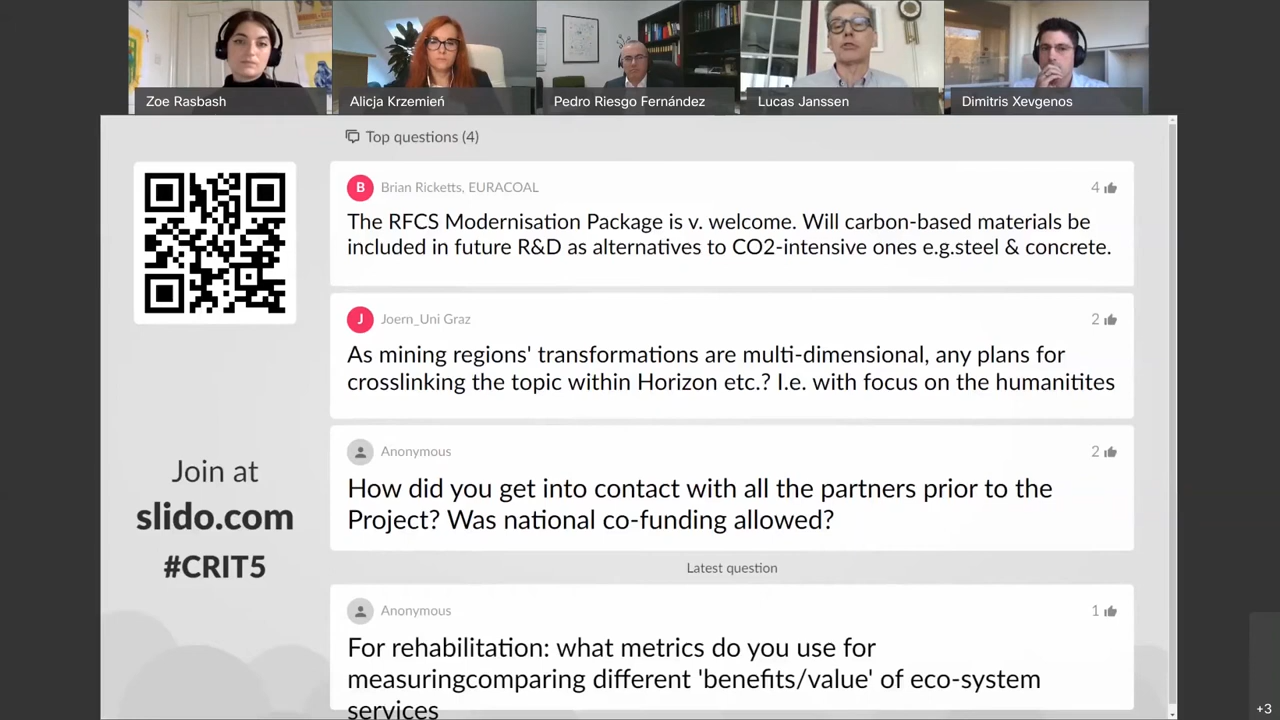 Zoe Rasbash
Alicja Krzemień
Pedro Riesgo Fernández
Lucas Janssen
Dimitris Xevgenos
Top questions (4)
B Brian Ricketts, EURACOAL 4
The RFCS Modernisation Package is v. welcome. Will carbon-based materials be
included in future R&D as alternatives to CO2-intensive ones e.g.steel & concrete.
J Joern_Uni Graz 2
As mining regions' transformations are multi-dimensional, any plans for
crosslinking the topic within Horizon etc.? I.e. with focus on the humanitites
Anonymous 2
How did you get into contact with all the partners prior to the
Project? Was national co-funding allowed?
Latest question
Anonymous 1
For rehabilitation: what metrics do you use for
measuringcomparing different 'benefits/value' of eco-system
services
Join at
slido.com
#CRIT5
+3